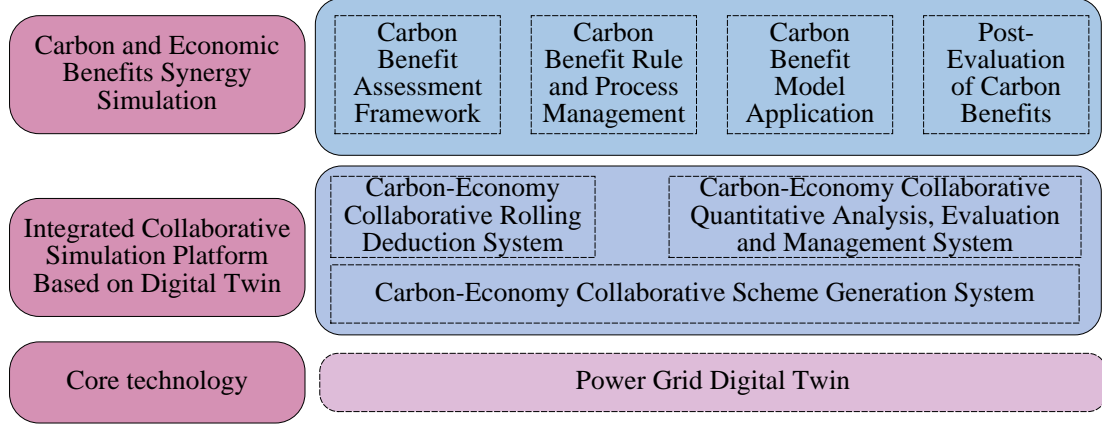 Carbon and Economic
Benefits Synergy
Simulation
Carbon
Benefit
Assessment
Framework
Carbon
Benefit Rule
and Process
Management
Carbon
Benefit
Model
Application
Post-
Evaluation
of Carbon
Benefits
Integrated Collaborative
Simulation Platform
Based on Digital Twin
Carbon-Economy
Collaborative Rolling
Deduction System
Carbon-Economy Collaborative
Quantitative Analysis, Evaluation
and Management System
Carbon-Economy Collaborative Scheme Generation System
Core technology
Power Grid Digital Twin